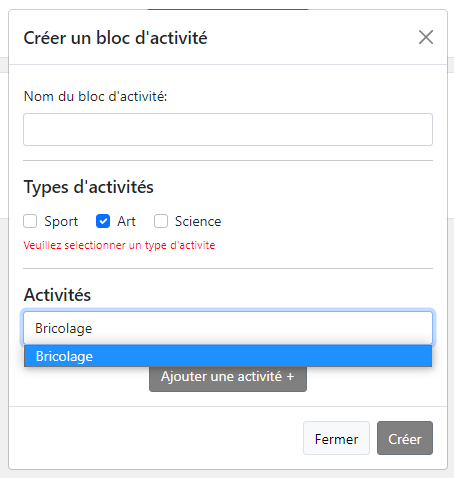 Créer un bloc d'activité
Nom du bloc d'activité:
Types d'activités
Sport Art Science
Veuillez selectionner un type d'activite
Activités
Bricolage
Bricolage
Ajouter une activité +
Fermer Créer